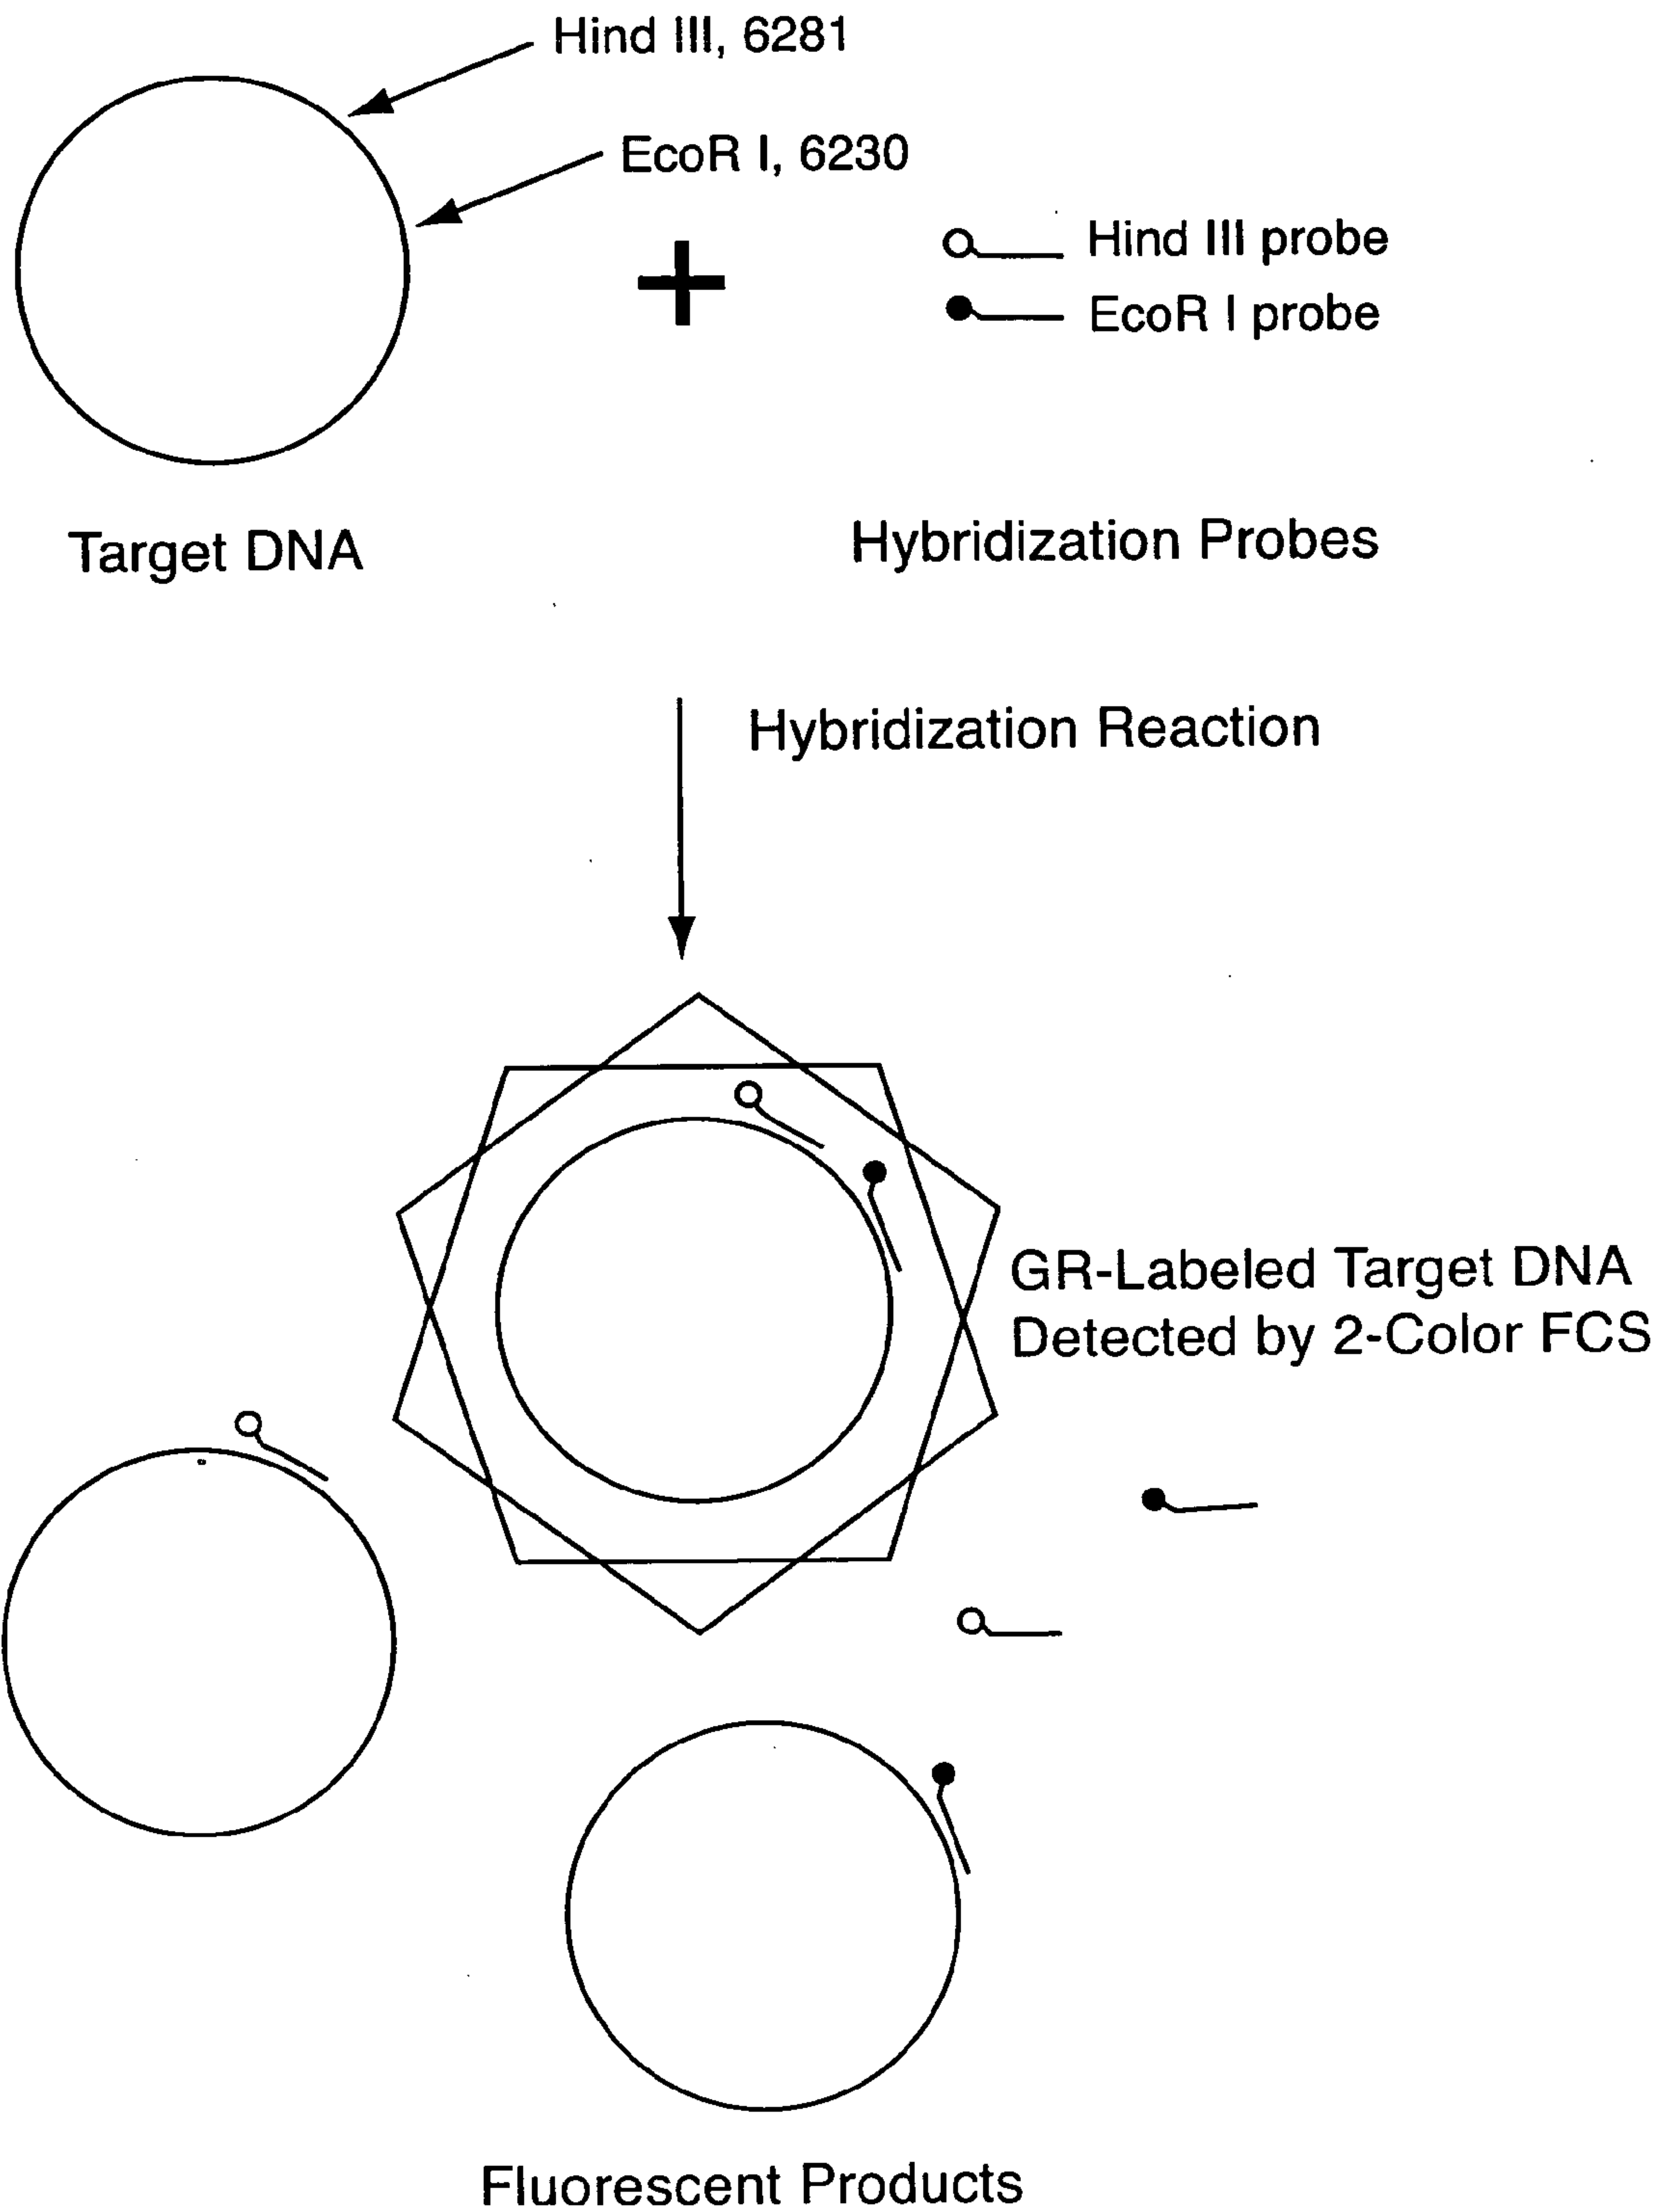 Hind III, 6281
EcoR I, 6230
Hind III probe
EcoR I probe
Target DNA
Hybridization Probes
Hybridization Reaction
GR-Labeled Target DNA
Detected by 2-Color FCS
Fluorescent Products